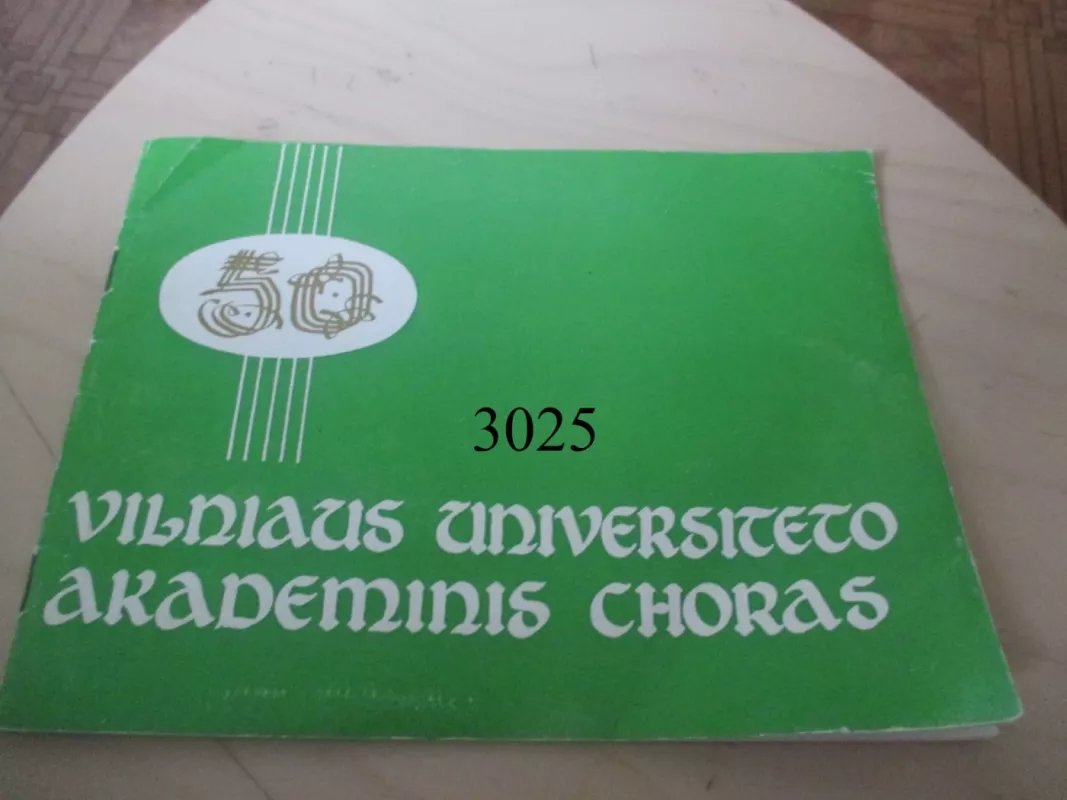 50
3025
VILNIAUS UNIVERSITETO
AKADEMINIS CHORAS